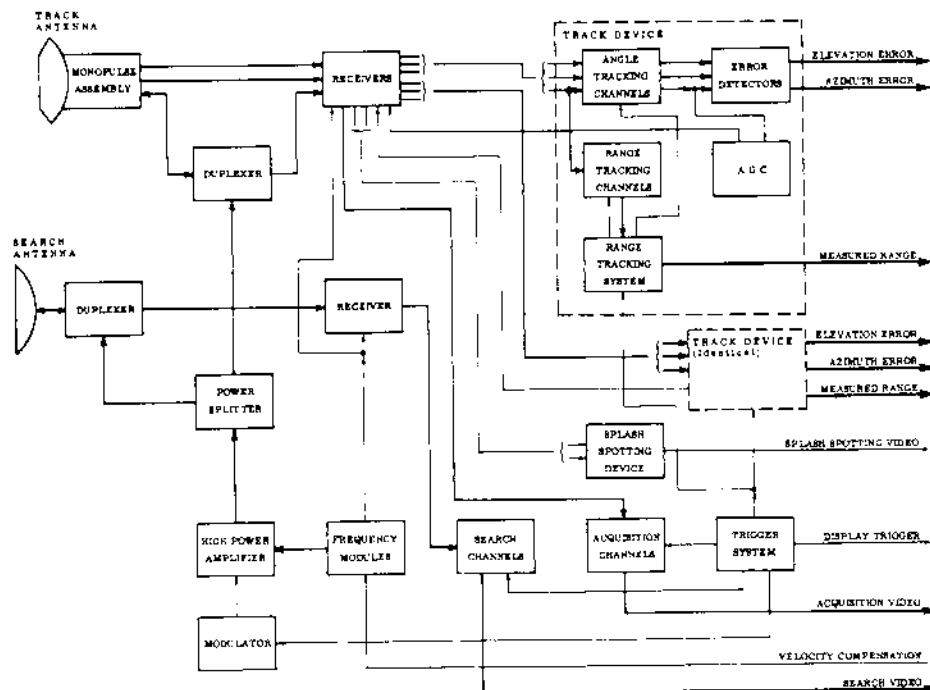 TRACK
ANTENNA
MONOPULSE
ASSEMBLY
RECEIVERS
TRACK DEVICE
ANGLE
TRACKING
CHANNELS
ERROR
DETECTORS
ELEVATION ERROR
AZIMUTH ERROR
DUPLEXER
RANGE
TRACKING
CHANNELS
AGC
SEARCH
ANTENNA
RANGE
TRACKING
SYSTEM
MEASURED RANGE
DUPLEXER
RECEIVER
TRACK DEVICE
(Identical)
ELEVATION ERROR
AZIMUTH ERROR
MEASURED RANGE
POWER
SPLITTER
SPLASH
SPOTTING
DEVICE
SPLASH SPOTTING VIDEO
HIGH POWER
AMPLIFIER
FREQUENCY
MODULES
SEARCH
CHANNELS
ACQUISITION
CHANNELS
TRIGGER
SYSTEM
DISPLAY TRIGGER
ACQUISITION VIDEO
MODULATOR
VELOCITY COMPENSATION
SEARCH VIDEO